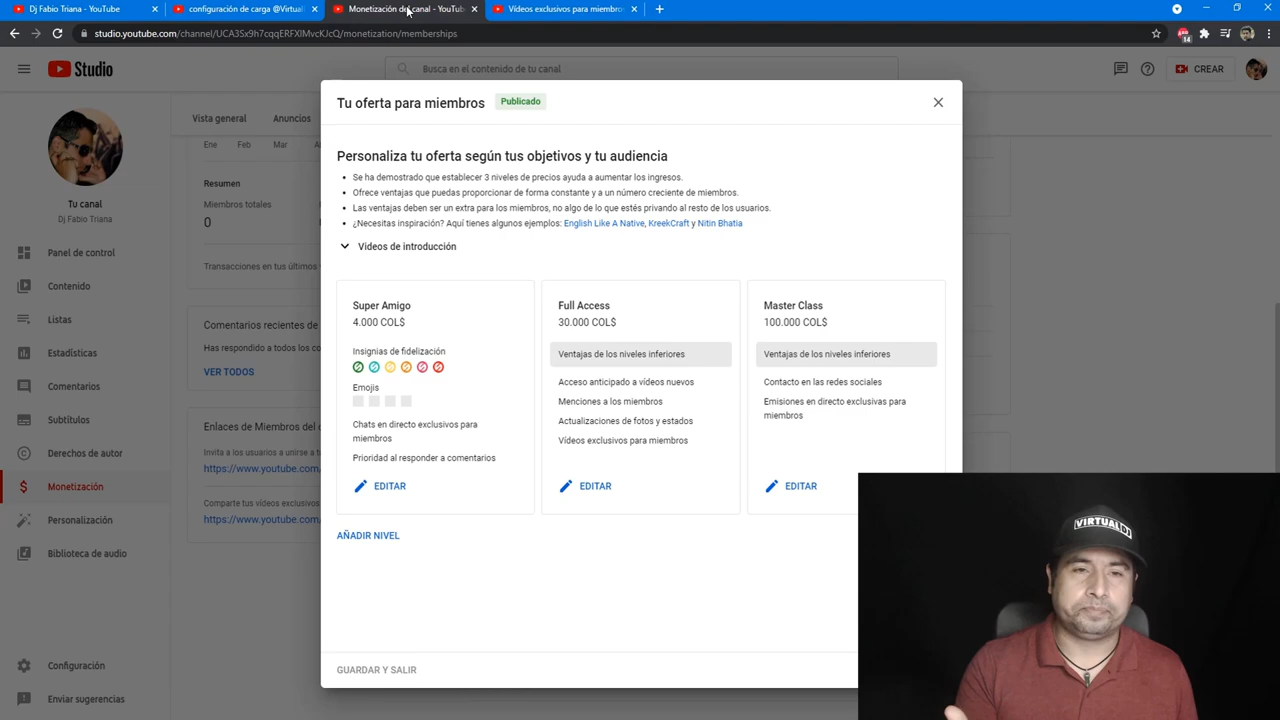 Dj Fabio Triana - YouTube
configuración de carga @Virtual
Monetización del canal - YouTub
Vídeos exclusivos para miembro
studio.youtube.com/channel/UCA3Sx9h7cqqERFXIMvcKJcQ/monetization/memberships
14
Studio
Busca en el contenido de tu canal
CREAR
Tu canal
Dj Fabio Triana
Panel de control
Contenido
Listas
Estadísticas
Comentarios
Subtítulos
Derechos de autor
Monetización
Personalización
Biblioteca de audio
Configuración
Enviar sugerencias
Vista general
Anuncios
Ene Feb Mar
Resumen
Miembros totales
0
Transacciones en tus últimos
Comentarios recientes de
Has respondido a todos los co
VER TODOS
Enlaces de Miembros del c
Invita a los usuarios a unirse a t
https://www.youtube.com
Comparte tus vídeos exclusivos
https://www.youtube.com
Tu oferta para miembros
Publicado
Personaliza tu oferta según tus objetivos y tu audiencia
• Se ha demostrado que establecer 3 niveles de precios ayuda a aumentar los ingresos.
• Ofrece ventajas que puedas proporcionar de forma constante y a un número creciente de miembros.
• Las ventajas deben ser un extra para los miembros, no algo de lo que estés privando al resto de los usuarios.
• ¿Necesitas inspiración? Aquí tienes algunos ejemplos: English Like A Native, KreekCraft y Nitin Bhatia
Videos de introducción
Super Amigo
4.000 COL$
Insignias de fidelización
Emojis
Chats en directo exclusivos para
miembros
Prioridad al responder a comentarios
EDITAR
Full Access
30.000 COL$
Ventajas de los niveles inferiores
Acceso anticipado a vídeos nuevos
Menciones a los miembros
Actualizaciones de fotos y estados
Vídeos exclusivos para miembros
EDITAR
Master Class
100.000 COL$
Ventajas de los niveles inferiores
Contacto en las redes sociales
Emisiones en directo exclusivas para
miembros
EDITAR
AÑADIR NIVEL
GUARDAR Y SALIR
VIRTUALDJ